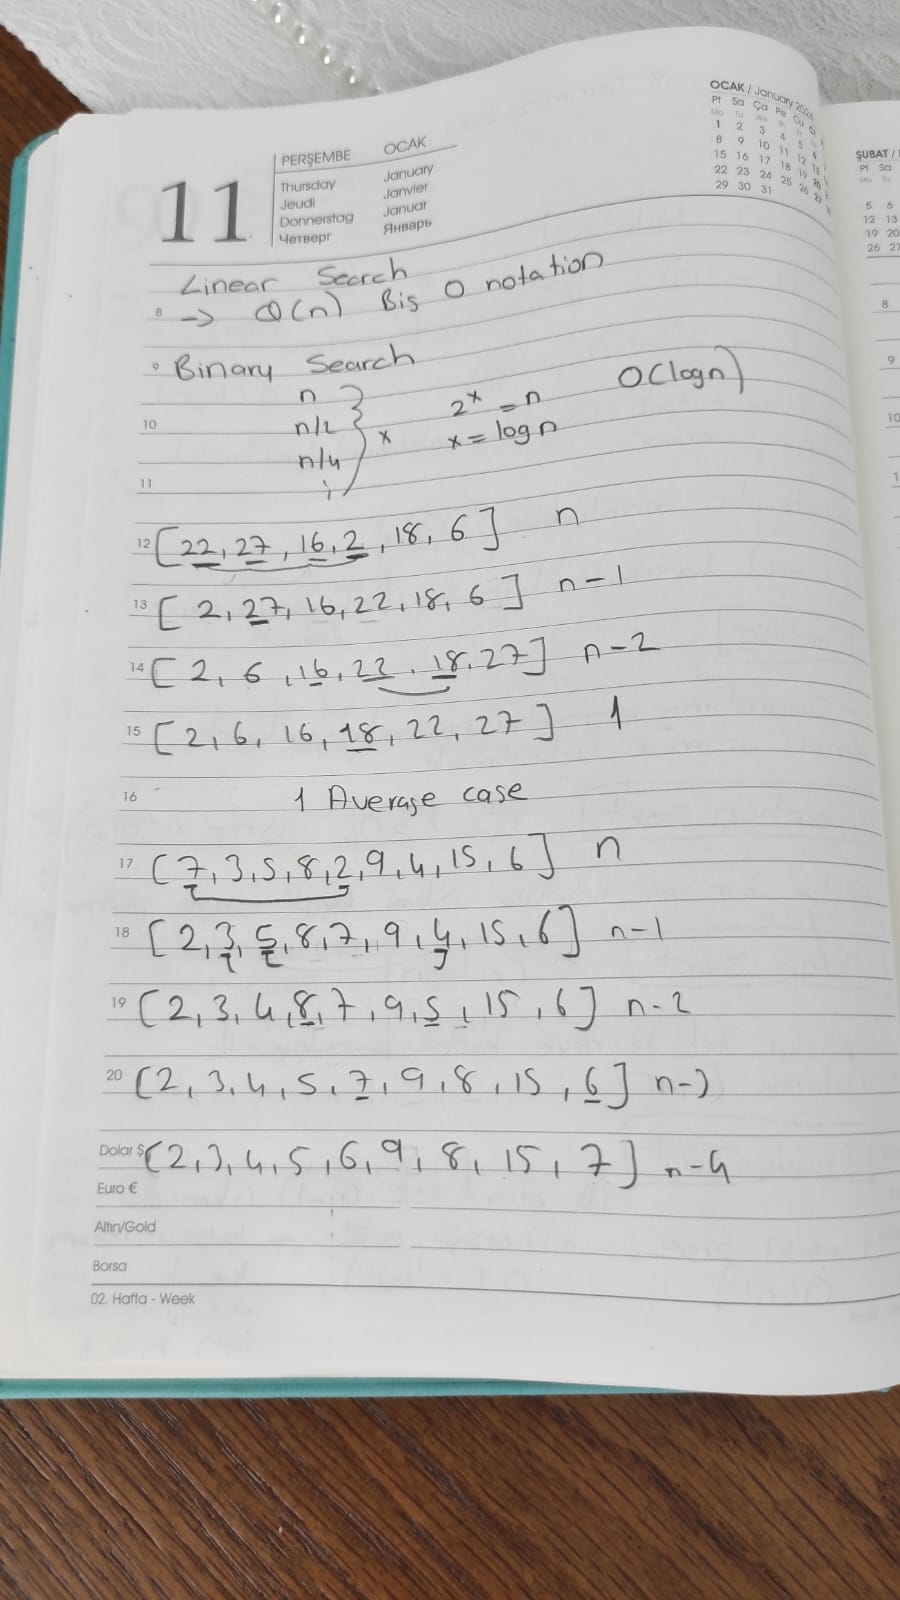 11
PERŞEMBE OCAK
Thursday January
Jeudi Janvier
Donnerstag Januar
Четверг Январь
OCAK / January 2024
Pt Sa Ça Pe Cu
Mo Tu We
1 2 3 4 5 6
8 9 10 11 12 13
15 16 17 18 19 20
22 23 24 25 26 27
29 30 31
ŞUBAT /
Pt Sa
Mo Tu
5 6
12 13
19 20
26 27
Linear Search
8 -> O(n) Big O notation
9 Binary Search
n
10 n/2 x 2^x = n O(logn)
n/4 x = logn
11
12 [22, 27, 16, 2, 18, 6] n
13 [2, 27, 16, 22, 18, 6] n-1
14 [2, 6, 16, 22, 18, 27] n-2
15 [2, 6, 16, 18, 22, 27] 1
16 1 Average case
17 [7, 3, 5, 8, 2, 9, 4, 15, 6] n
18 [2, 3, 5, 8, 7, 9, 4, 15, 6] n-1
19 [2, 3, 4, 8, 7, 9, 5, 15, 6] n-2
20 [2, 3, 4, 5, 7, 9, 8, 15, 6] n-3
Dolar $ [2, 3, 4, 5, 6, 9, 8, 15, 7] n-4
Euro €
Altın/Gold
Borsa
02. Hafta - Week
8
9
10